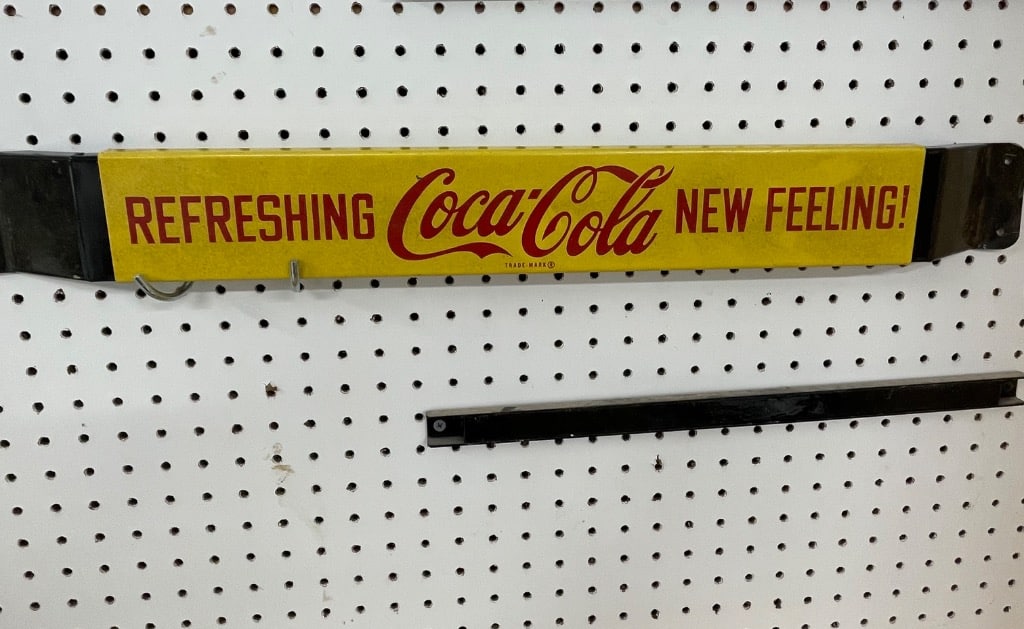 REFRESHING Coca-Cola NEW FEELING!
TRADE-MARK ®